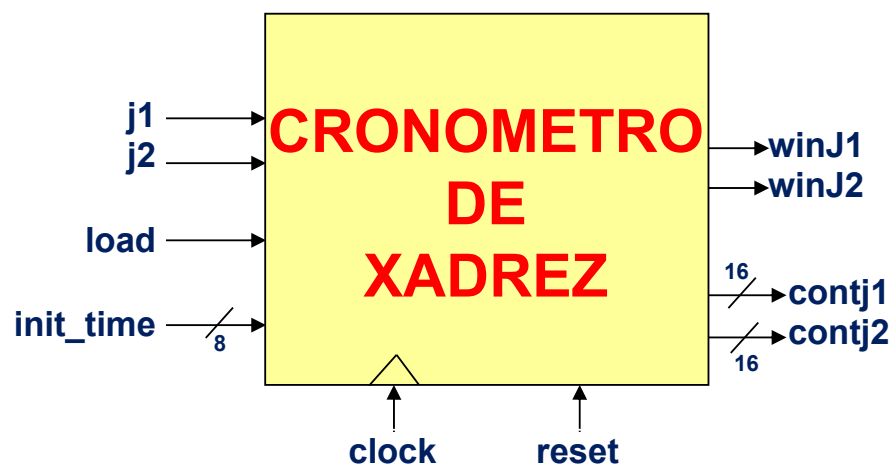 j1
j2
load
init_time
8
CRONOMETRO
DE
XADREZ
winJ1
winJ2
16
contj1
contj2
16
clock
reset